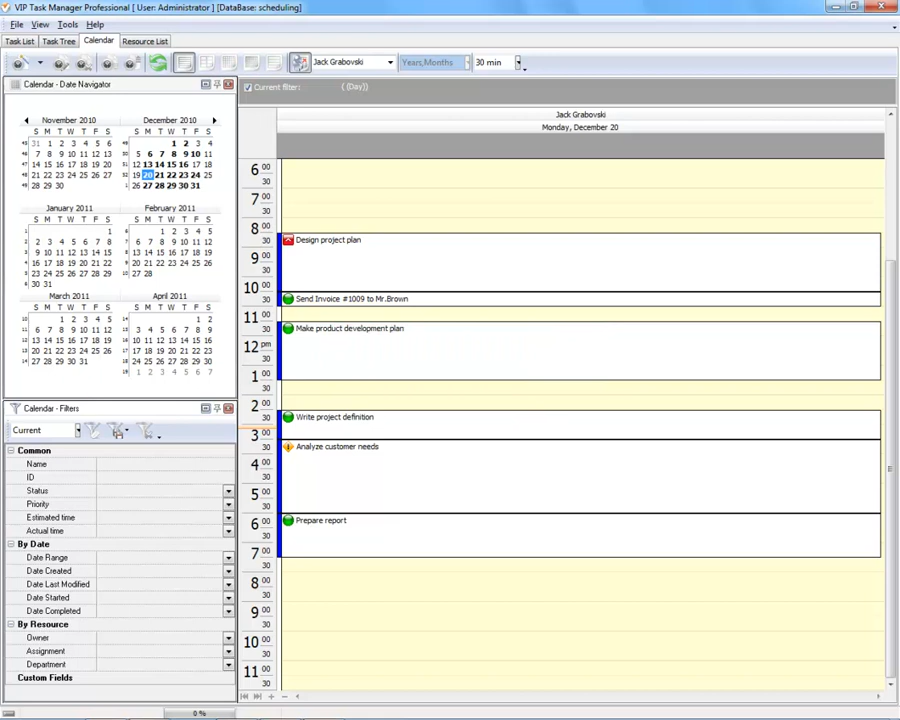 VIP Task Manager Professional [ User: Administrator ] [DataBase: scheduling]
File View Tools Help
Task List Task Tree Calendar Resource List
Jack Grabovski Years,Months 30 min
Calendar - Date Navigator
November 2010 December 2010
S M T W T F S S M T W T F S
45 31 1 2 3 4 5 6 49 1 2 3 4
46 7 8 9 10 11 12 13 50 5 6 7 8 9 10 11
47 14 15 16 17 18 19 20 51 12 13 14 15 16 17 18
48 21 22 23 24 25 26 27 52 19 20 21 22 23 24 25
49 28 29 30 1 26 27 28 29 30 31
January 2011 February 2011
S M T W T F S S M T W T F S
1 1 2 3 4 5
2 3 4 5 6 7 8 6 7 8 9 10 11 12
9 10 11 12 13 14 15 13 14 15 16 17 18 19
16 17 18 19 20 21 22 20 21 22 23 24 25 26
23 24 25 26 27 28 29 27 28
30 31
March 2011 April 2011
S M T W T F S S M T W T F S
10 1 2 3 4 5 14 1 2
11 6 7 8 9 10 11 12 3 4 5 6 7 8 9
12 13 14 15 16 17 18 19 10 11 12 13 14 15 16
13 20 21 22 23 24 25 26 17 18 19 20 21 22 23
14 27 28 29 30 31 24 25 26 27 28 29 30
1 2 3 4 5 6 7
Calendar - Filters
Current
Common
Name
ID
Status
Priority
Estimated time
Actual time
By Date
Date Range
Date Created
Date Last Modified
Date Started
Date Completed
By Resource
Owner
Assignment
Department
Custom Fields
Current filter: ( (Day))
Jack Grabovski
Monday, December 20
6 00
30
7 00
30
8 00
30 Design project plan
9 00
30
10 00
30 Send Invoice #1009 to Mr.Brown
11 00
30 Make product development plan
12 pm
30
1 00
30
2 00
30 Write project definition
3 00
30 Analyze customer needs
4 00
30
5 00
30
6 00 Prepare report
30
7 00
30
8 00
30
9 00
30
10 00
30
11 00
30
0 %